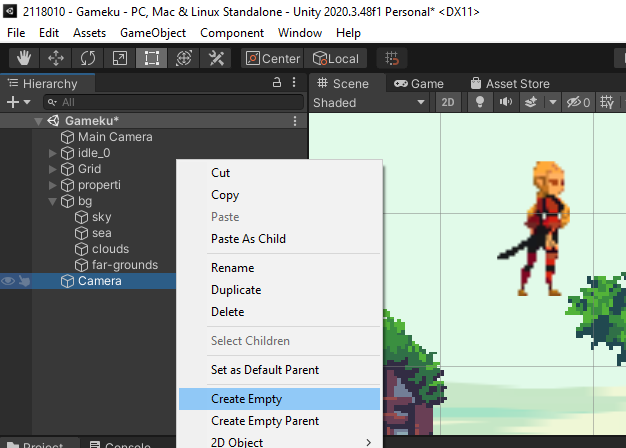 2118010 - Gameku - PC, Mac & Linux Standalone - Unity 2020.3.48f1 Personal* <DX11>
File Edit Assets GameObject Component Window Help
Center Local
Hierarchy
All
Gameku*
Main Camera
idle_0
Grid
properti
bg
sky
sea
clouds
far-grounds
Camera
Scene Game Asset Store
Shaded 2D 0
Cut
Copy
Paste
Paste As Child
Rename
Duplicate
Delete
Select Children
Set as Default Parent
Create Empty
Create Empty Parent
2D Object
Project Console